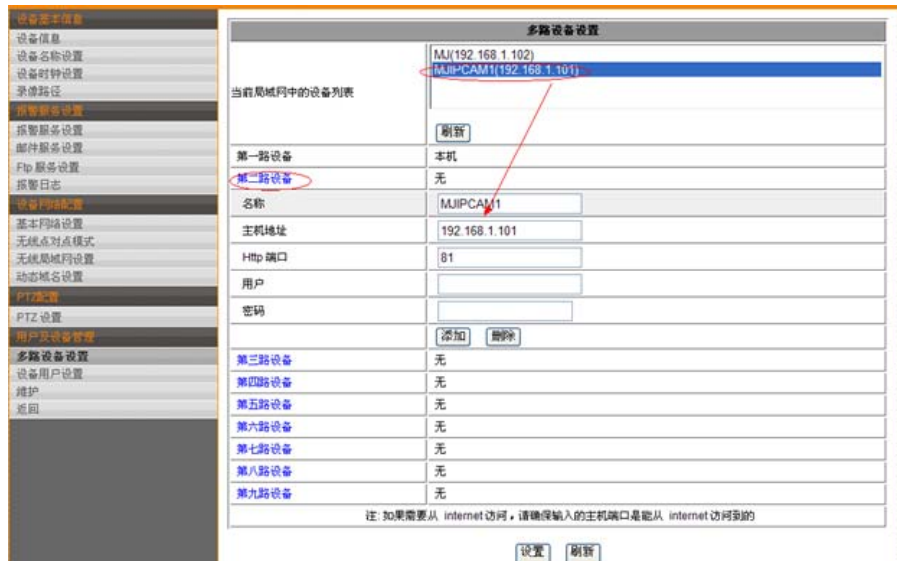 设备基本信息
设备信息
设备名称设置
设备时钟设置
录像路径
报警服务设置
报警服务设置
邮件服务设置
Ftp 服务设置
报警日志
设备网络配置
基本网络设置
无线点对点模式
无线局域网设置
动态域名设置
PTZ配置
PTZ 设置
用户及设备管理
多路设备设置
设备用户设置
维护
返回
多路设备设置
当前局域网中的设备列表
MJ(192.168.1.102)
MJIPCAM1(192.168.1.101)
刷新
第一路设备 本机
第二路设备 无
名称 MJIPCAM1
主机地址 192.168.1.101
Http 端口 81
用户
密码
添加 删除
第三路设备 无
第四路设备 无
第五路设备 无
第六路设备 无
第七路设备 无
第八路设备 无
第九路设备 无
注: 如果需要从 internet 访问，请确保输入的主机端口是能从 internet 访问到的
设置 刷新